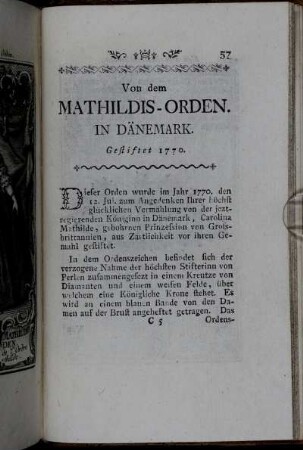 57
Von dem
MATHILDIS-ORDEN.
IN DÄNEMARK.
Gestiftet 1770.
Dieser Orden wurde im Jahr 1770. den
12. Jul. zum Angedenken Ihrer höchst
glücklichen Vermählung von der jezt-
regierenden Königinn in Dänemark, Carolina
Mathilde, gebohrnen Prinzessinn von Gros-
brittannien, aus Zärtlichkeit vor ihren Ge-
mahl gestiftet.
In dem Ordenszeichen befindet sich der
verzogene Nahme der höchsten Stifterinn von
Perlen zusammengesezt in einem Kreutze von
Diamanten und einem weisen Felde, über
welchem eine Königliche Krone stehet. Es
wird an einem blauen Bande von den Da-
men auf der Brust angeheftet getragen. Das
C 5
Ordens-